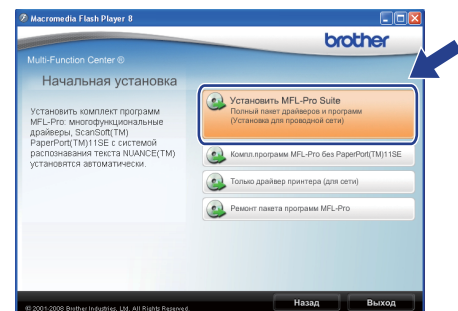 Macromedia Flash Player 8
brother
Multi-Function Center ®
Начальная установка
Установить комплект программ
MFL-Pro: многофункциональные
драйверы, ScanSoft(TM)
PaperPort(TM)11SE с системой
распознавания текста NUANCE(TM)
установятся автоматически.
Установить MFL-Pro Suite
Полный пакет драйверов и программ
(Установка для проводной сети)
Компл.программ MFL-Pro без PaperPort(TM)11SE
Только драйвер принтера (для сети)
Ремонт пакета программ MFL-Pro
© 2001-2008 Brother Industries, Ltd. All Rights Reserved.
Назад
Выход